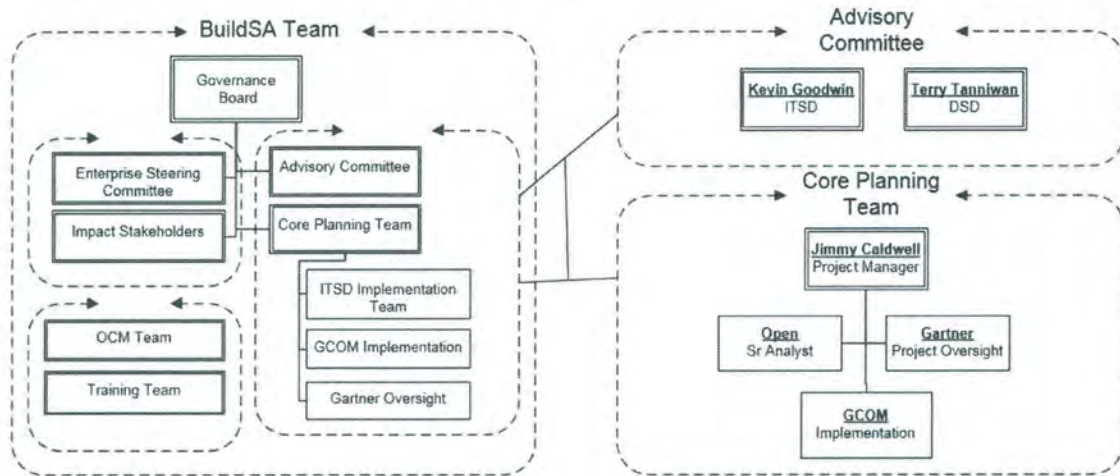 BuildSA Team
Governance
Board
Enterprise Steering
Committee
Impact Stakeholders
Advisory Committee
Core Planning Team
ITSD Implementation
Team
GCOM Implementation
Gartner Oversight
OCM Team
Training Team
Advisory
Committee
Kevin Goodwin
ITSD
Terry Tanniwan
DSD
Core Planning
Team
Jimmy Caldwell
Project Manager
Open
Sr Analyst
Gartner
Project Oversight
GCOM
Implementation